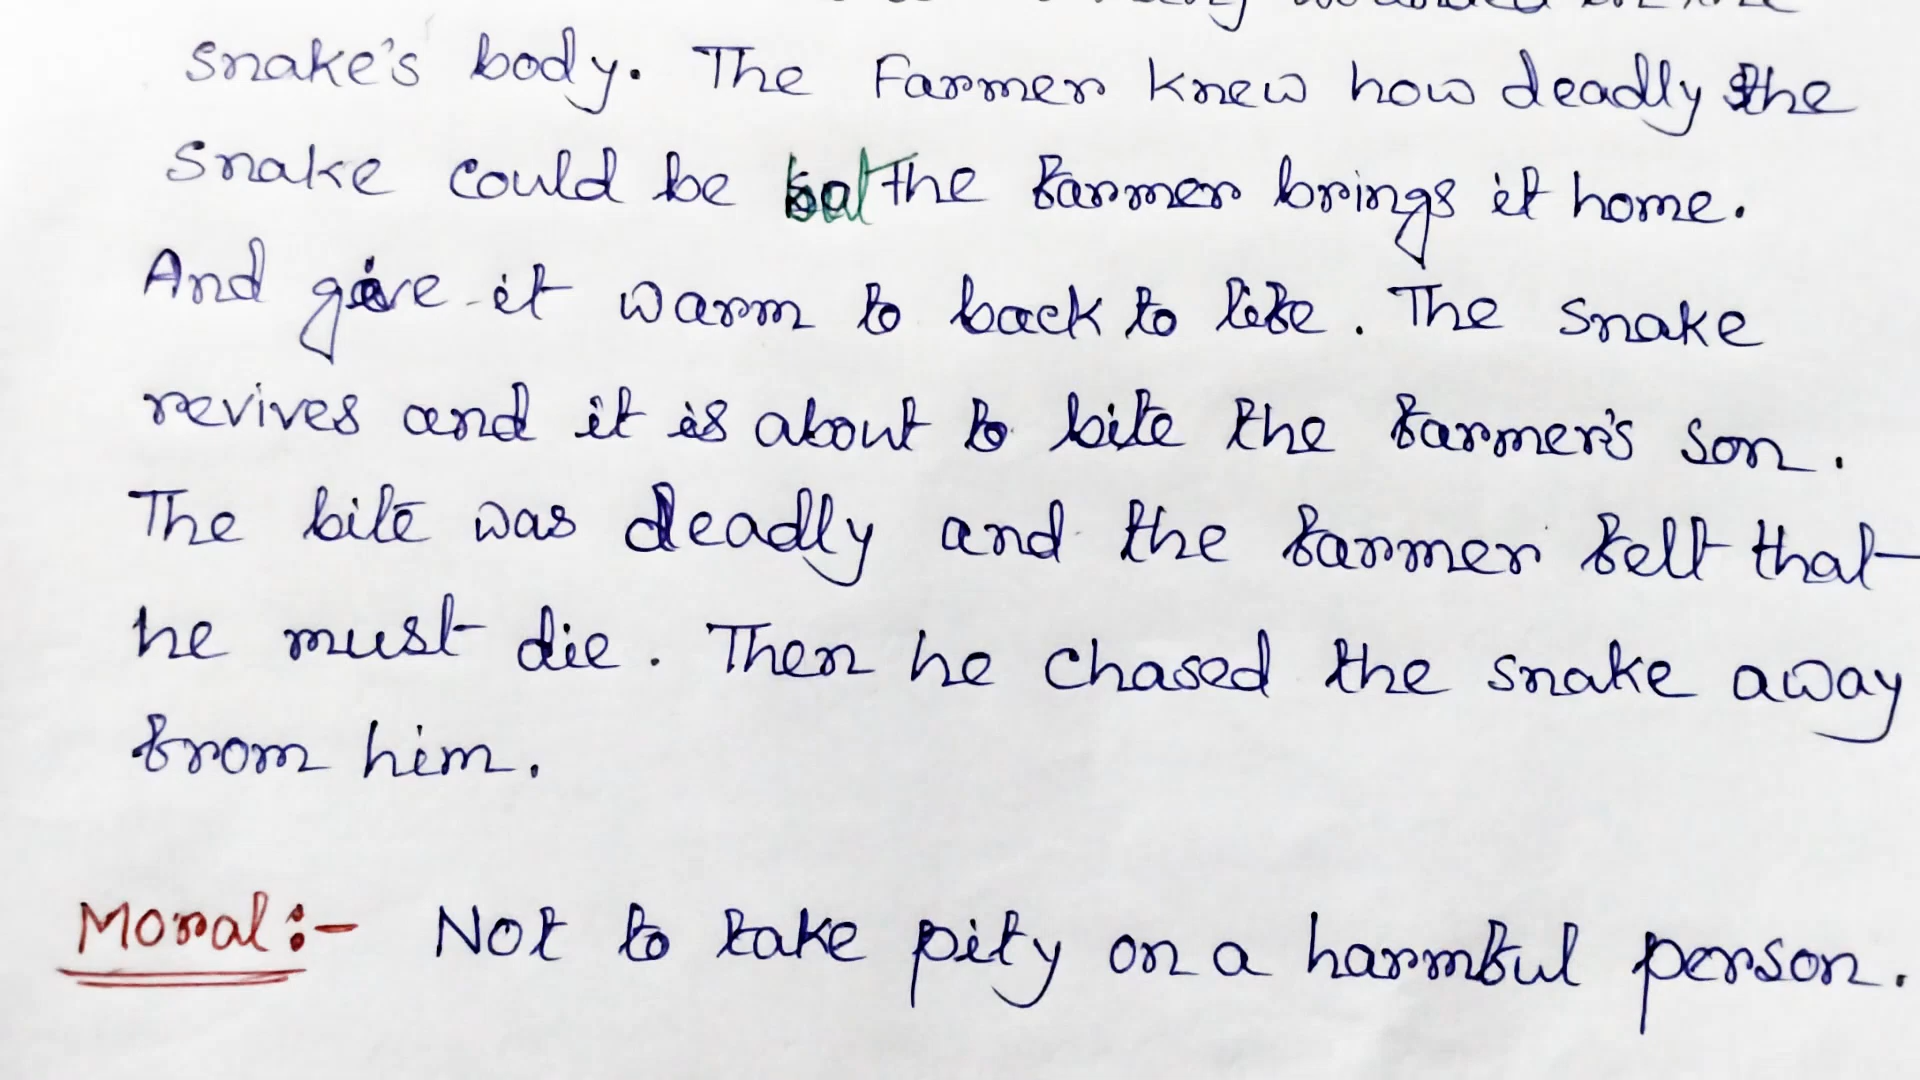 snake's body. The Farmer knew how deadly the
snake could be but the farmer brings it home.
And give it warm to back to life. The snake
revives and it is about to bite the farmer's son.
The bite was deadly and the farmer felt that
he must die. Then he chased the snake away
from him.
Moral:- Not to take pity on a harmful person.